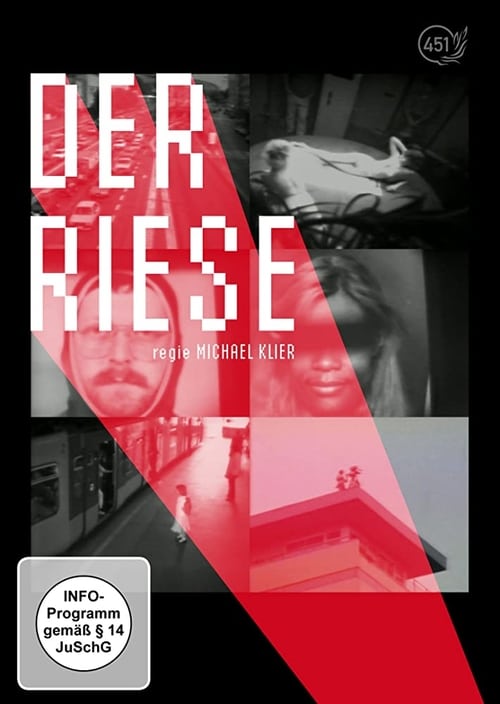 451
DER
RIESE
regie MICHAEL KLIER
INFO-
Programm
gemäß § 14
JuSchG